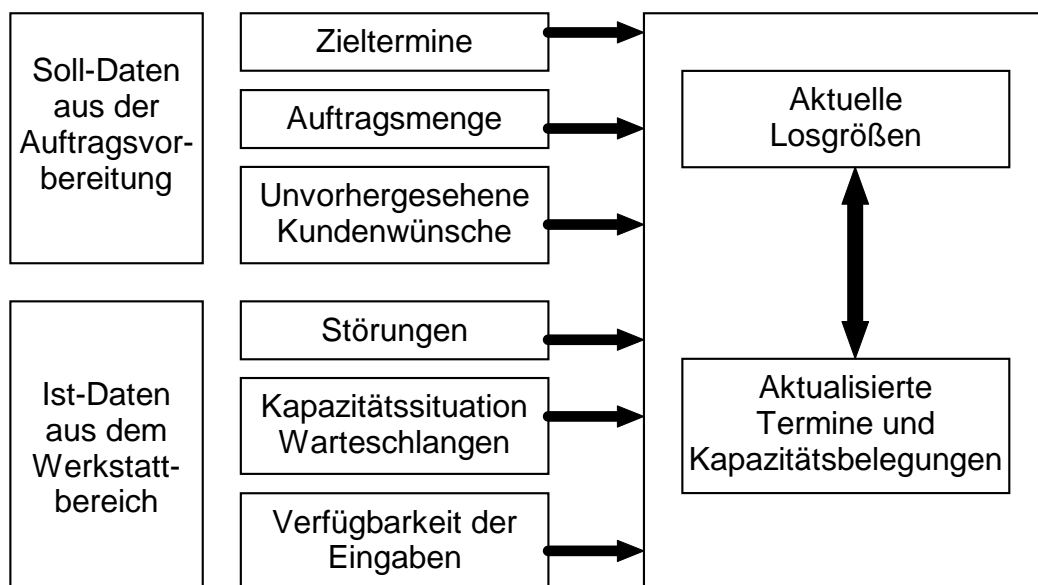 Soll-Daten
aus der
Auftragsvor-
bereitung
Zieltermine
Auftragsmenge
Unvorhergesehene
Kundenwünsche
Ist-Daten
aus dem
Werkstatt-
bereich
Störungen
Kapazitätssituation
Warteschlangen
Verfügbarkeit der
Eingaben
Aktuelle
Losgrößen
Aktualisierte
Termine und
Kapazitätsbelegungen